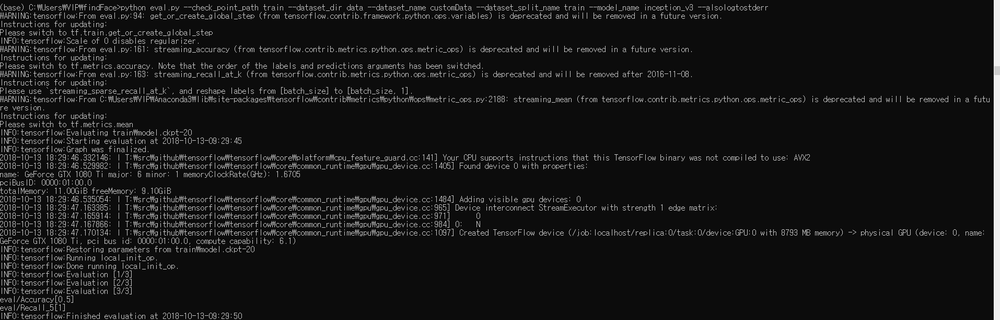 (base) C:₩Users₩VIP₩findFace>python eval.py --check_point_path train --dataset_dir data --dataset_name customData --dataset_split_name train --model_name inception_v3 --alsologtostderr
WARNING:tensorflow:From eval.py:94: get_or_create_global_step (from tensorflow.contrib.framework.python.ops.variables) is deprecated and will be removed in a future version.
Instructions for updating:
Please switch to tf.train.get_or_create_global_step
INFO:tensorflow:Scale of 0 disables regularizer.
WARNING:tensorflow:From eval.py:161: streaming_accuracy (from tensorflow.contrib.metrics.python.ops.metric_ops) is deprecated and will be removed in a future version.
Instructions for updating:
Please switch to tf.metrics.accuracy. Note that the order of the labels and predictions arguments has been switched.
WARNING:tensorflow:From eval.py:163: streaming_recall_at_k (from tensorflow.contrib.metrics.python.ops.metric_ops) is deprecated and will be removed after 2016-11-08.
Instructions for updating:
Please use `streaming_sparse_recall_at_k`, and reshape labels from [batch_size] to [batch_size, 1].
WARNING:tensorflow:From C:₩Users₩VIP₩Anaconda3₩lib₩site-packages₩tensorflow₩contrib₩metrics₩python₩ops₩metric_ops.py:2188: streaming_mean (from tensorflow.contrib.metrics.python.ops.metric_ops) is deprecated and will be removed in a futu
re version.
Instructions for updating:
Please switch to tf.metrics.mean
INFO:tensorflow:Evaluating train₩model.ckpt-20
INFO:tensorflow:Starting evaluation at 2018-10-13-09:29:45
INFO:tensorflow:Graph was finalized.
2018-10-13 18:29:46.332146: I T:₩src₩github₩tensorflow₩tensorflow₩core₩platform₩cpu_feature_guard.cc:141] Your CPU supports instructions that this TensorFlow binary was not compiled to use: AVX2
2018-10-13 18:29:46.529982: I T:₩src₩github₩tensorflow₩tensorflow₩core₩common_runtime₩gpu₩gpu_device.cc:1405] Found device 0 with properties:
name: GeForce GTX 1080 Ti major: 6 minor: 1 memoryClockRate(GHz): 1.6705
pciBusID: 0000:01:00.0
totalMemory: 11.00GiB freeMemory: 9.10GiB
2018-10-13 18:29:46.535054: I T:₩src₩github₩tensorflow₩tensorflow₩core₩common_runtime₩gpu₩gpu_device.cc:1484] Adding visible gpu devices: 0
2018-10-13 18:29:47.163385: I T:₩src₩github₩tensorflow₩tensorflow₩core₩common_runtime₩gpu₩gpu_device.cc:965] Device interconnect StreamExecutor with strength 1 edge matrix:
2018-10-13 18:29:47.165914: I T:₩src₩github₩tensorflow₩tensorflow₩core₩common_runtime₩gpu₩gpu_device.cc:971]      0
2018-10-13 18:29:47.167866: I T:₩src₩github₩tensorflow₩tensorflow₩core₩common_runtime₩gpu₩gpu_device.cc:984] 0:   N
2018-10-13 18:29:47.170134: I T:₩src₩github₩tensorflow₩tensorflow₩core₩common_runtime₩gpu₩gpu_device.cc:1097] Created TensorFlow device (/job:localhost/replica:0/task:0/device:GPU:0 with 8793 MB memory) -> physical GPU (device: 0, name:
GeForce GTX 1080 Ti, pci bus id: 0000:01:00.0, compute capability: 6.1)
INFO:tensorflow:Restoring parameters from train₩model.ckpt-20
INFO:tensorflow:Running local_init_op.
INFO:tensorflow:Done running local_init_op.
INFO:tensorflow:Evaluation [1/3]
INFO:tensorflow:Evaluation [2/3]
INFO:tensorflow:Evaluation [3/3]
eval/Accuracy[0.5]
eval/Recall_5[1]
INFO:tensorflow:Finished evaluation at 2018-10-13-09:29:50